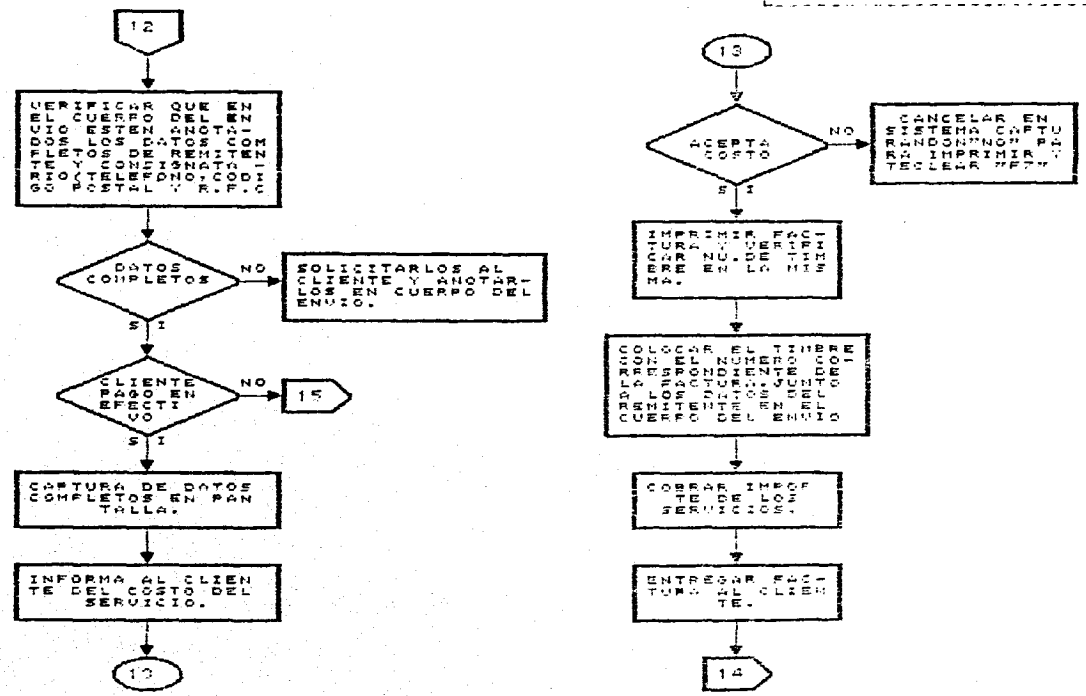 12
VERIFICAR QUE EN
EL CUERPO DEL EN
VIO ESTEN ANOTA-
DOS LOS DATOS COM
PLETOS DE REMITEN
TE Y CONSIGNATA-
RIO(TELEFONO,CODI
GO POSTAL Y R.F.C
DATOS
COMPLETOS
NO
SOLICITARLOS AL
CLIENTE Y ANOTAR-
LOS EN CUERPO DEL
ENVIO.
SI
CLIENTE
PAGO EN
EFECTI
VO
NO
15
SI
CAPTURA DE DATOS
COMPLETOS EN PAN
TALLA.
INFORMA AL CLIEN
TE DEL COSTO DEL
SERVICIO.
13
13
ACEPTA
COSTO
NO
CANCELAR EN
SISTEMA CAPTU
RANDON"NO" PA
RA IMPRIMIR Y
TECLEAR "F7"
SI
IMPRIMIR FAC-
TURA Y VERIFI
CAR NU.DE TIM
BRE EN LA MIS
MA.
COLOCAR EL TIMBRE
CON EL NUMERO CO-
RRESPONDIENTE DE
LA FACTURA,JUNTO
A LOS DATOS DEL
REMITENTE EN EL
CUERPO DEL ENVIO
COBRAR IMPOR
TE DE LOS
SERVICIOS.
ENTREGAR FAC-
TURA AL CLIEN
TE.
14